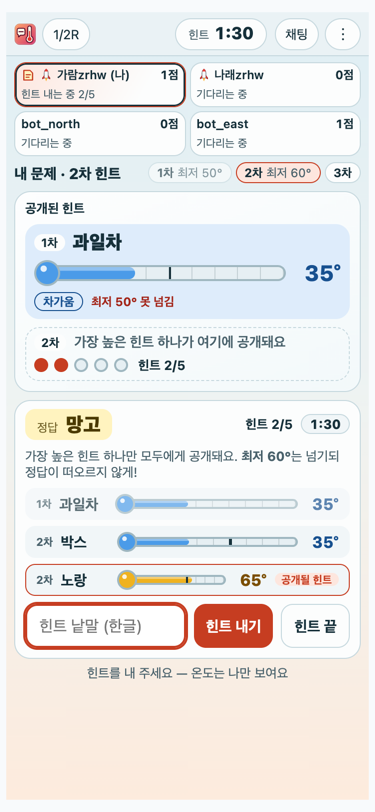 1/2R
힌트 1:30
채팅
가람zrhw (나) 1점
힌트 내는 중 2/5
나래zrhw 0점
기다리는 중
bot_north 0점
기다리는 중
bot_east 1점
기다리는 중
내 문제 · 2차 힌트
1차 최저 50°
2차 최저 60°
3차
공개된 힌트
1차 과일차
35°
차가움 최저 50° 못 넘김
2차 가장 높은 힌트 하나가 여기에 공개돼요
힌트 2/5
정답 망고
힌트 2/5 1:30
가장 높은 힌트 하나만 모두에게 공개돼요. 최저 60°는 넘기되
정답이 떠오르지 않게!
1차 과일차 35°
2차 박스 35°
2차 노랑 65° 공개될 힌트
힌트 낱말 (한글)
힌트 내기
힌트 끝
힌트를 내 주세요 — 온도는 나만 보여요